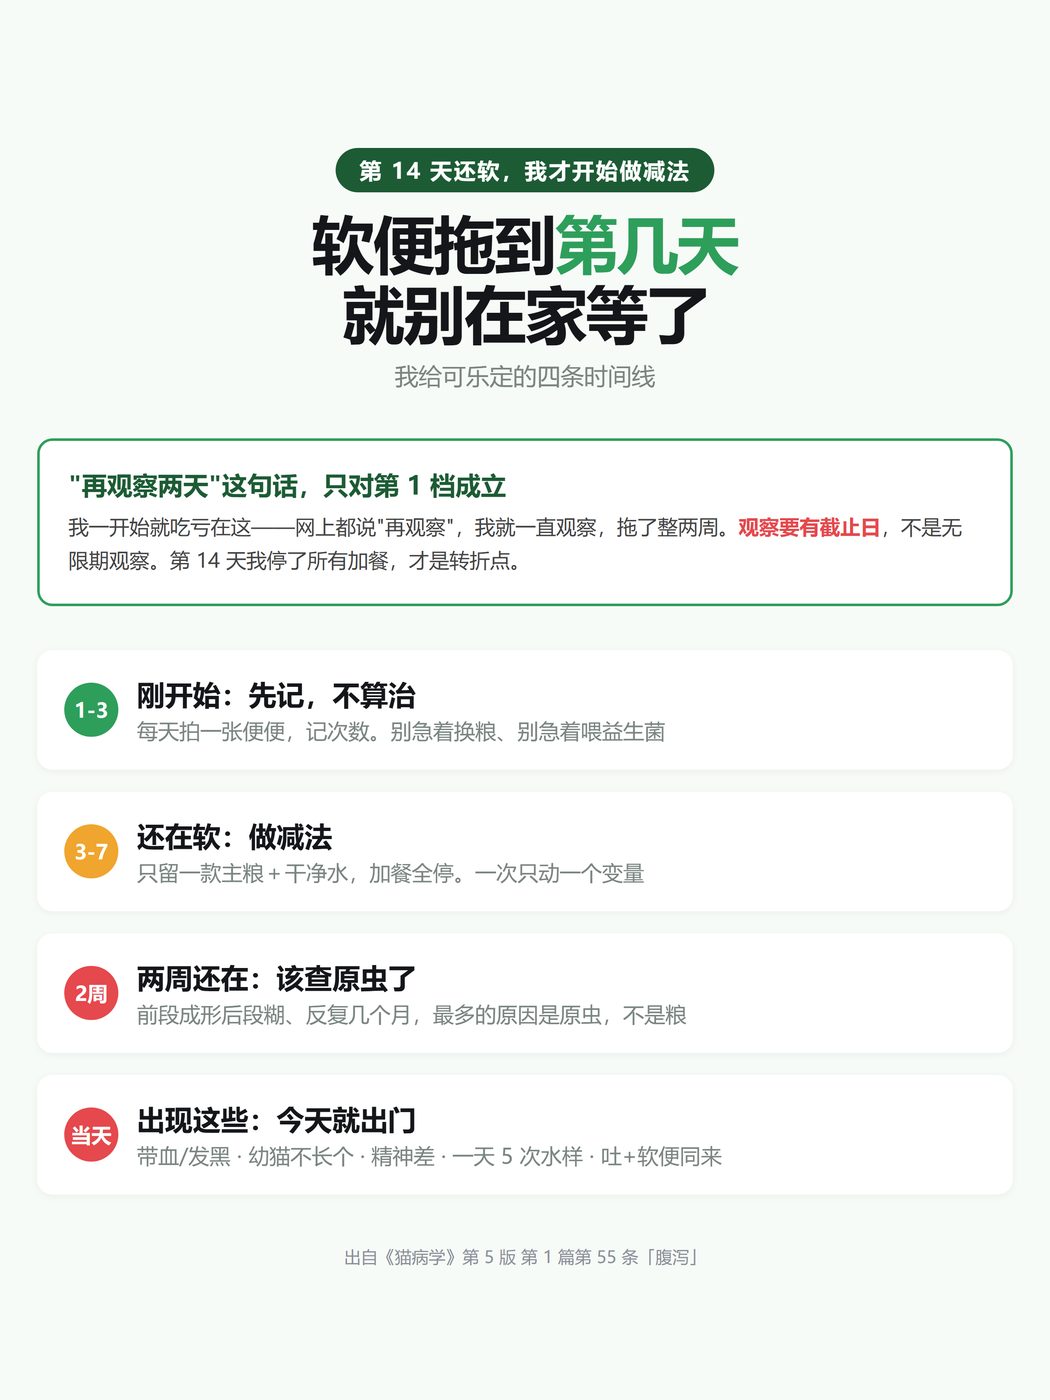 第 14 天还软，我才开始做减法
软便拖到第几天
就别在家等了
我给可乐定的四条时间线
"再观察两天"这句话，只对第 1 档成立
我一开始就吃亏在这——网上都说"再观察"，我就一直观察，拖了整两周。观察要有截止日，不是无
限期观察。第 14 天我停了所有加餐，才是转折点。
1-3
刚开始：先记，不算治
每天拍一张便便，记次数。别急着换粮、别急着喂益生菌
3-7
还在软：做减法
只留一款主粮＋干净水，加餐全停。一次只动一个变量
2周
两周还在：该查原虫了
前段成形后段糊、反复几个月，最多的原因是原虫，不是粮
当天
出现这些：今天就出门
带血/发黑 · 幼猫不长个 · 精神差 · 一天 5 次水样 · 吐+软便同来
出自《猫病学》第 5 版 第 1 篇第 55 条「腹泻」